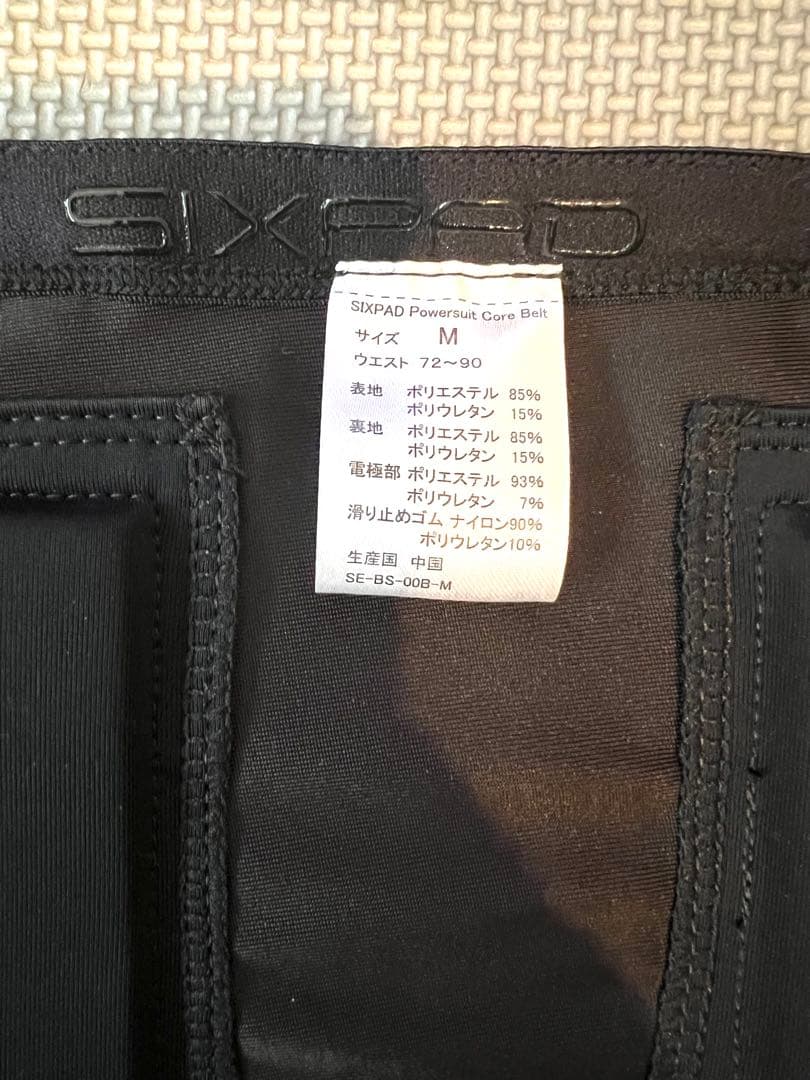 SIXPAD
SIXPAD Powersuit Core Belt
サイズ M
ウエスト 72～90
表地 ポリエステル 85%
ポリウレタン 15%
裏地 ポリエステル 85%
ポリウレタン 15%
電極部 ポリエステル 93%
ポリウレタン 7%
滑り止めゴム ナイロン90%
ポリウレタン10%
生産国 中国
SE-BS-00B-M